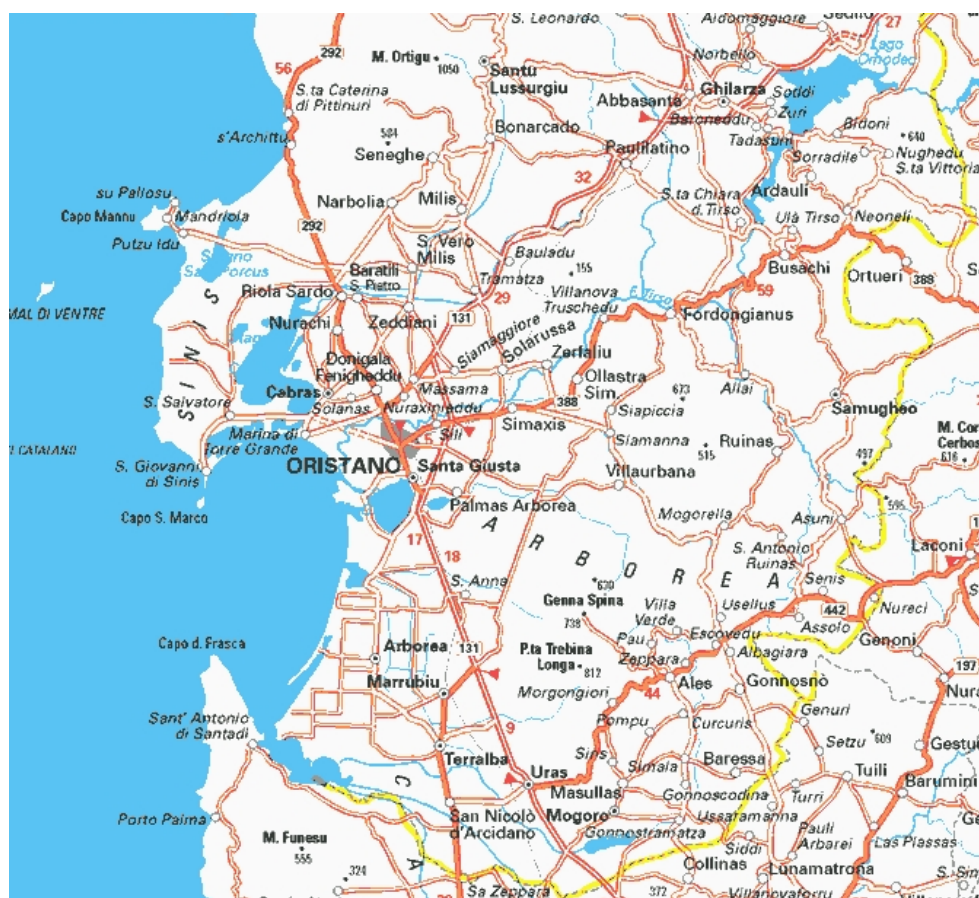 S. Leonardo
Aidomaggiore
Sedilo
27
292
56
M. Ortigu
1050
Santu
Lussurgiu
Norbello
Lago
Omodeo
Abbasanta
Ghilarza
Soddi
Zuri
Baroneddu
Tadasuni
S.ta Caterina
di Pittinuri
s'Archittu
584
Seneghe
Bonarcado
Paulilatino
Bidoni
640
Sorradile
Nughedu
S.ta Vittoria
32
su Pallosu
Capo Mannu
Mandriola
Putzu Idu
Narbolia
Milis
S.ta Chiara
d. Tirso
Ardauli
Ulà Tirso
Neoneli
292
S. Vero
Milis
Bauladu
155
Busachi
Ortueri
388
Baratili
S. Pietro
Tramatza
29
Villanova
Truschedu
F. Tirso
59
Riola Sardo
MAL DI VENTRE
Nurachi
Zeddiani
131
Siamaggiore
Solarussa
Fordongianus
SINIS
Donigala
Fenigheddu
Zerfaliu
Cabras
Massama
Ollastra
Sim.
673
Allai
S. Salvatore
Solanas
Nuraxinieddu
388
Siapiccia
Samugheo
Marina di
Torre Grande
5
Sili
Simaxis
Siamanna
515
Ruinas
M. Cor
Cerbos
616
ORISTANO
Santa Giusta
Villaurbana
497
S. Giovanni
di Sinis
Capo S. Marco
Palmas Arborea
595
Mogorella
Asuni
17
18
ARBOREA
S. Antonio
Ruinas
Laconi
S. Anna
630
Senis
Genna Spina
738
Villa
Verde
Usellus
442
Nureci
Assolo
Capo d. Frasca
Arborea
131
P.ta Trebina
Longa
812
Pau
Escovedu
Zeppara
Albagiara
Genoni
197
Marrubiu
44
Ales
Gonnosnò
Nura
Morgongiori
Sant' Antonio
di Santadi
Pompu
Curcuris
Genuri
9
Setzu
609
Gestu
Terralba
Sins
Simala
Baressa
Uras
Masullas
Tuili
Barumini
Gonnoscodina
Turri
Porto Palma
San Nicolò
d'Arcidano
Mogoro
Ussaramanna
Gonnostramatza
Pauli
Arbarei
Las Plassas
M. Funesu
555
Siddi
324
C
A
Collinas
Lunamatrona
Sa Zeppara
372
Villanovaforru